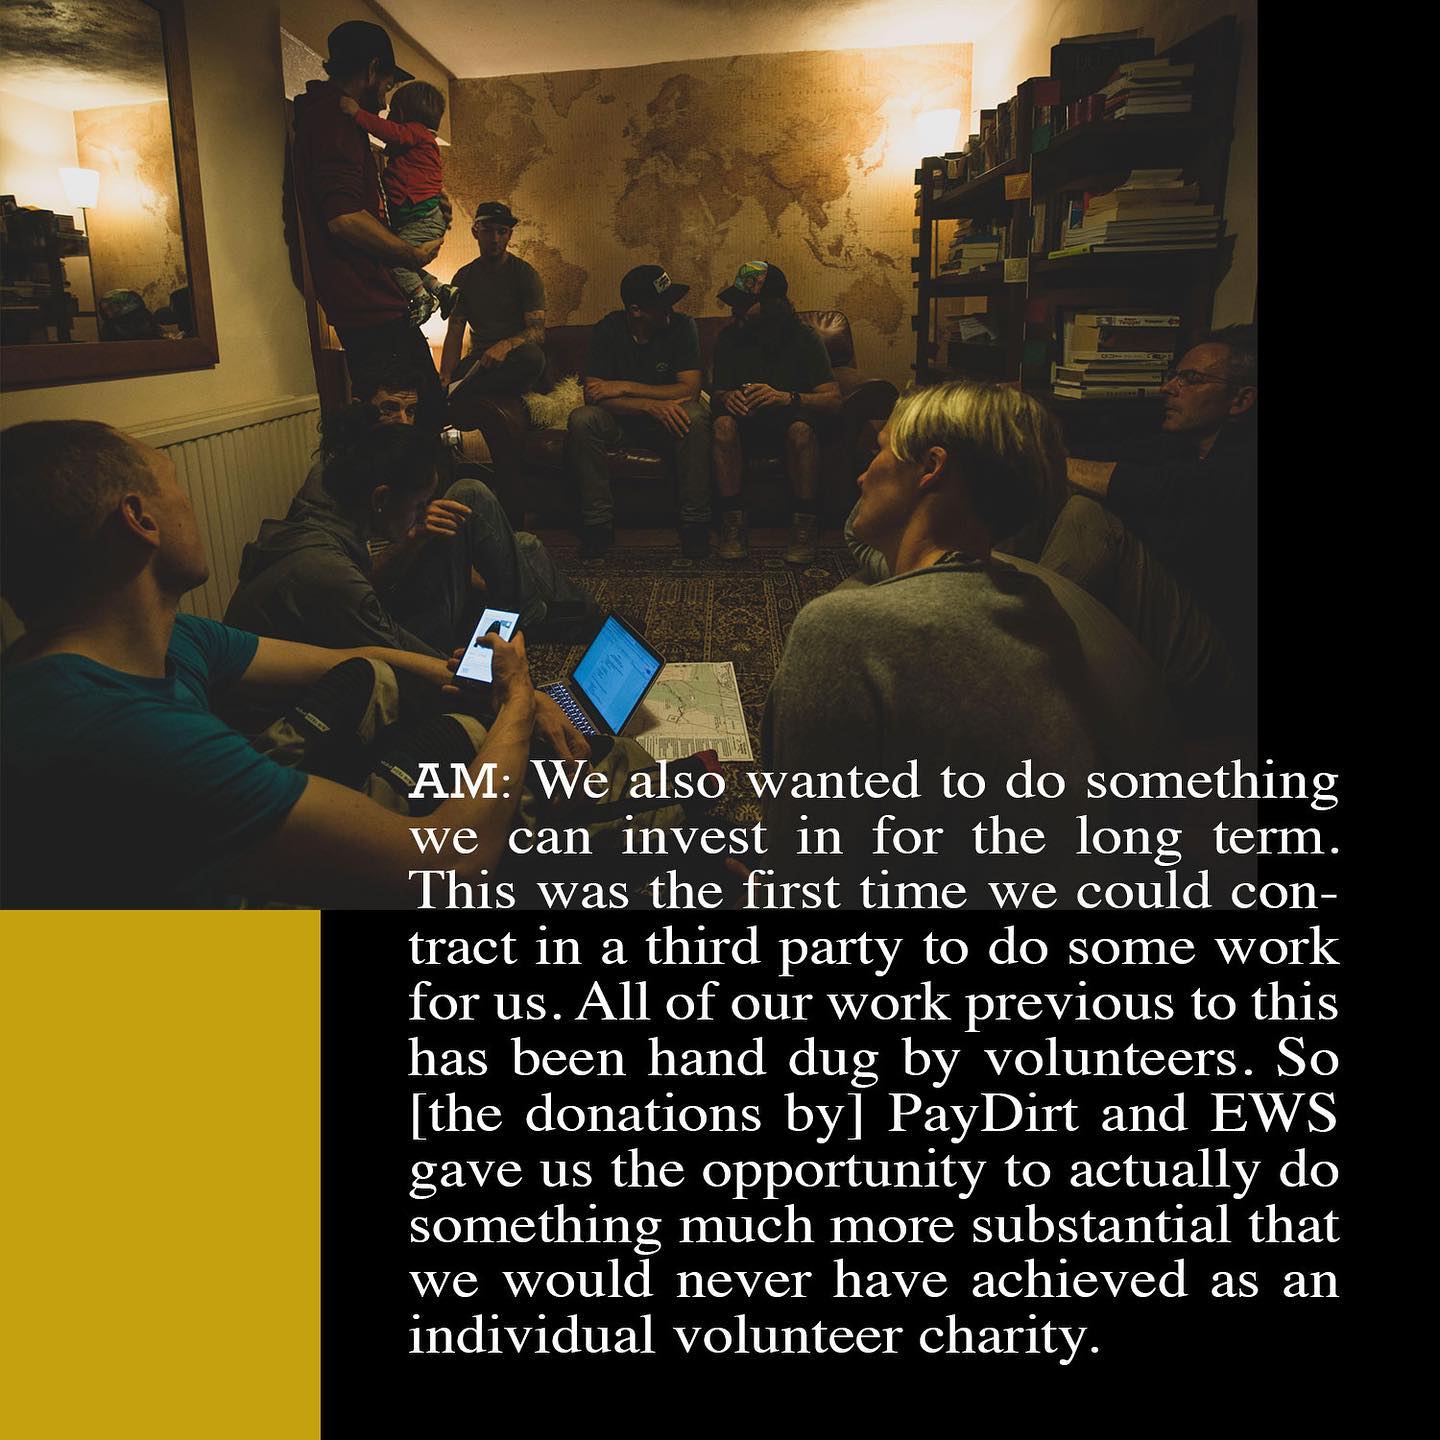 AM: We also wanted to do something
we can invest in for the long term.
This was the first time we could con-
tract in a third party to do some work
for us. All of our work previous to this
has been hand dug by volunteers. So
[the donations by] PayDirt and EWS
gave us the opportunity to actually do
something much more substantial that
we would never have achieved as an
individual volunteer charity.